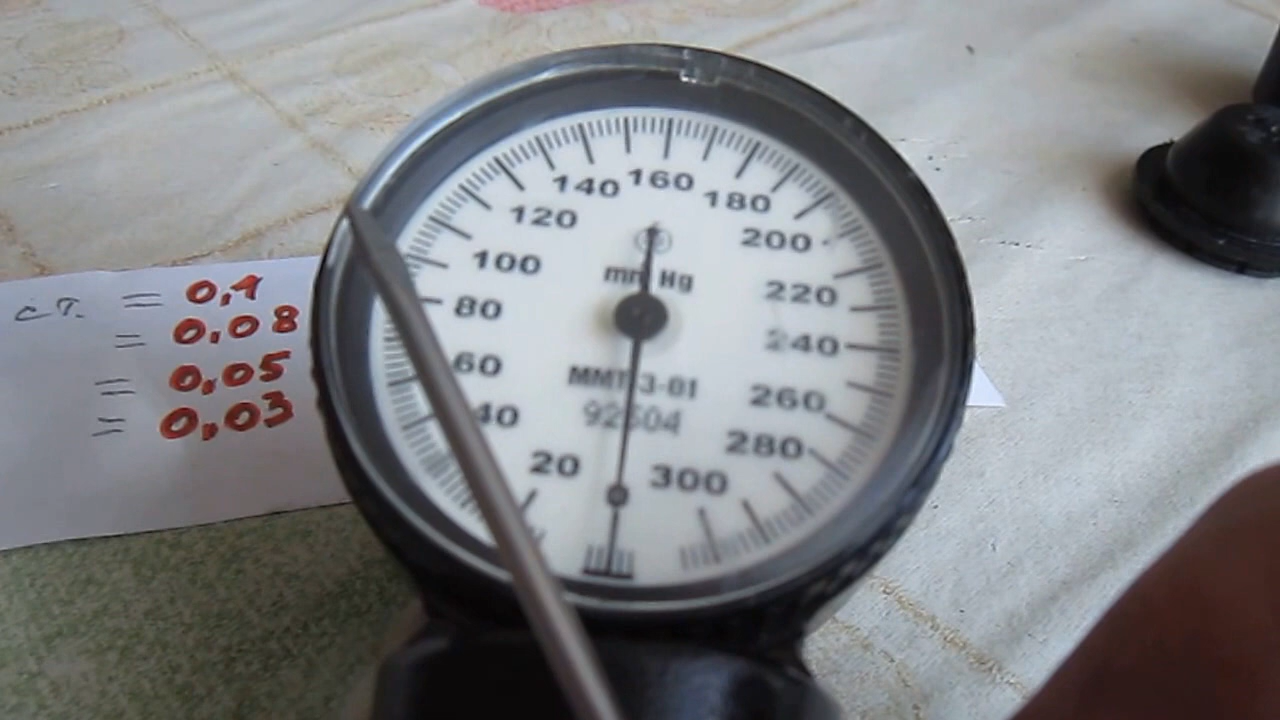 = 0,1
= 0,08
= 0,05
= 0,03
140 160 180
120 200
100 mm Hg 220
80 240
60 MMT 3-01 260
40 280
20 300